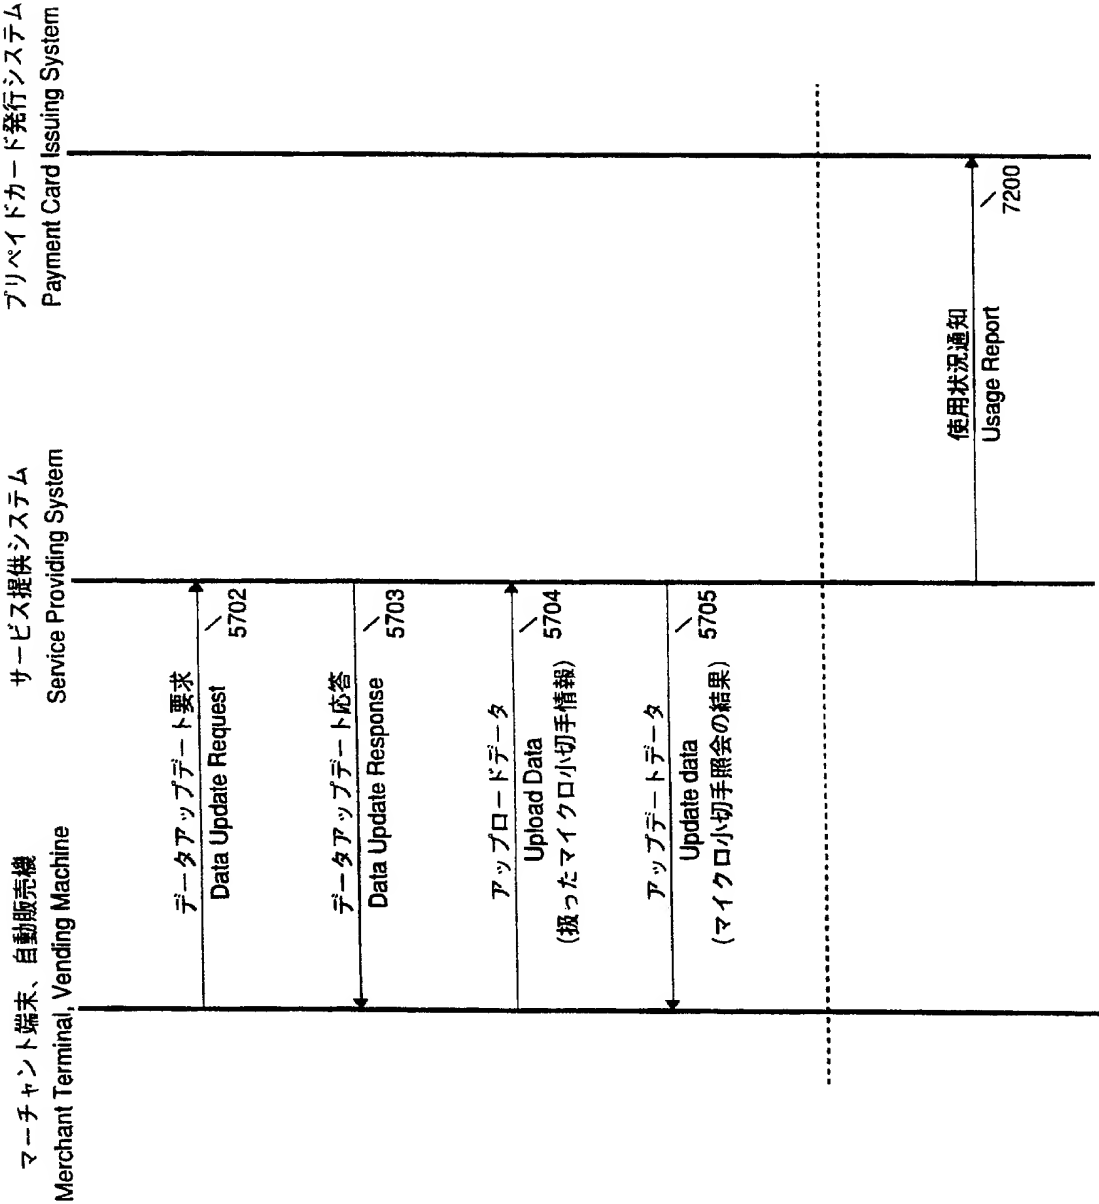 マーチャント端末、自動販売機
Merchant Terminal, Vending Machine
サービス提供システム
Service Providing System
プリペイドカード発行システム
Payment Card Issuing System
データアップデート要求
Data Update Request
5702
データアップデート応答
Data Update Response
5703
アップロードデータ
Upload Data
(扱ったマイクロ小切手情報)
5704
アップデートデータ
Update data
(マイクロ小切手照会の結果)
5705
使用状況通知
Usage Report
7200